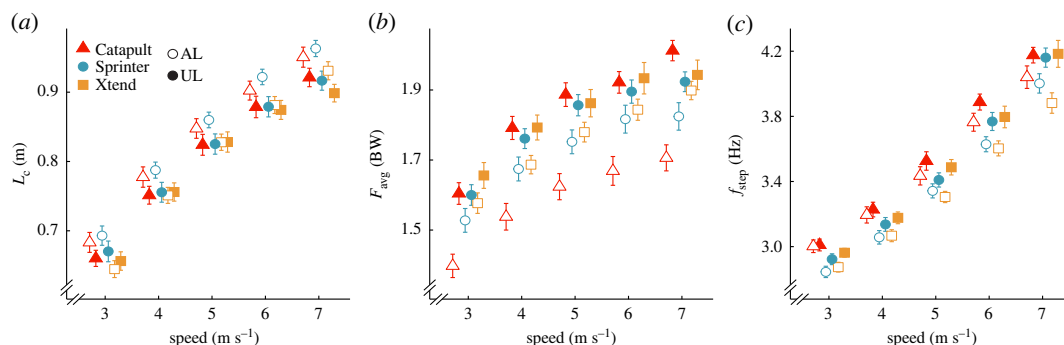 (a)
(b)
(c)
Catapult
Sprinter
Xtend
AL
UL
0.9
0.8
0.7
L_c (m)
3 4 5 6 7
speed (m s⁻¹)
1.9
1.7
1.5
F_avg (BW)
3 4 5 6 7
speed (m s⁻¹)
4.2
3.8
3.4
3.0
f_step (Hz)
3 4 5 6 7
speed (m s⁻¹)